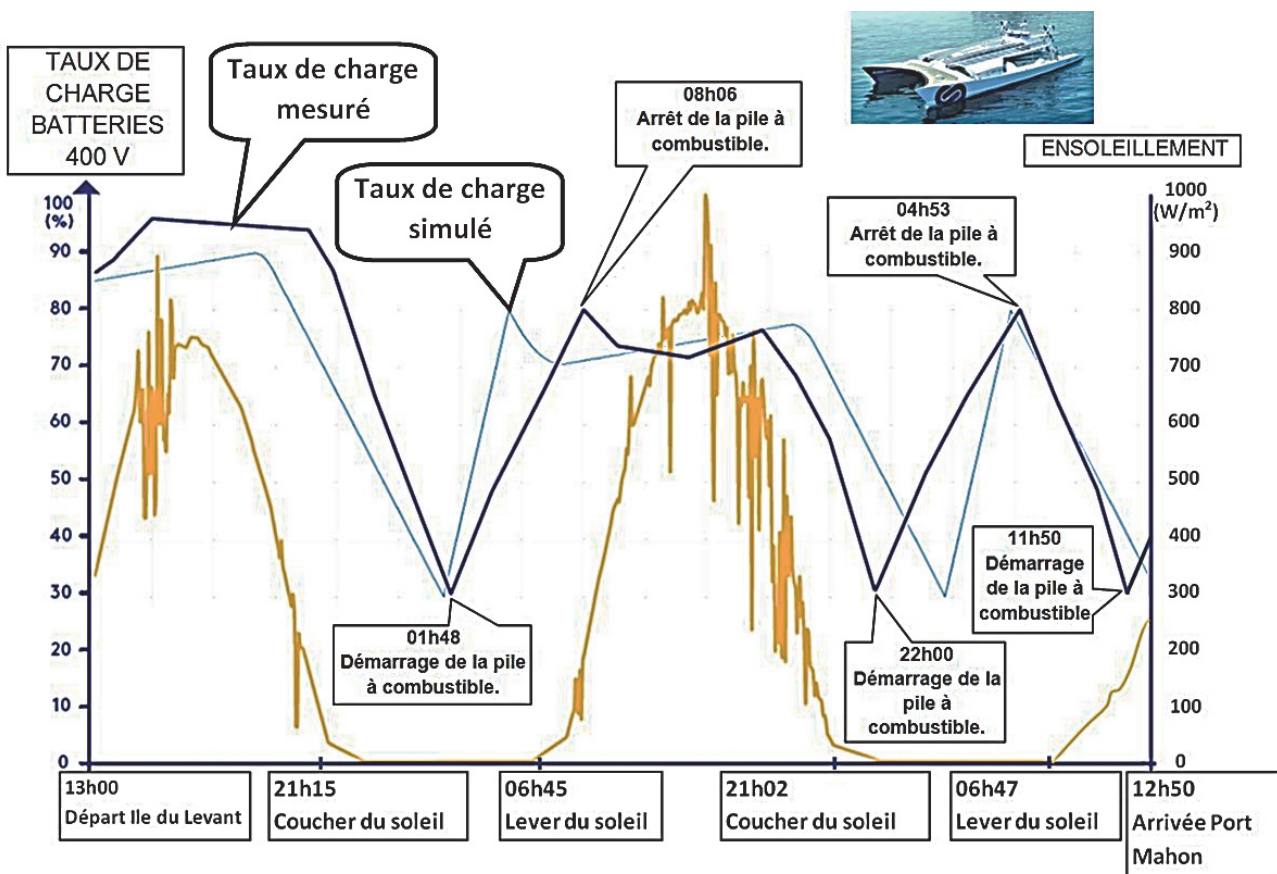 TAUX DE
CHARGE
BATTERIES
400 V
Taux de charge
mesuré
Taux de charge
simulé
08h06
Arrêt de la pile à
combustible.
04h53
Arrêt de la pile à
combustible.
ENSOLEILLEMENT
100
(%)
90
80
70
60
50
40
30
20
10
0
1000
(W/m²)
900
800
700
600
500
400
300
200
100
0
01h48
Démarrage de la pile
à combustible.
22h00
Démarrage de la
pile à
combustible.
11h50
Démarrage
de la pile à
combustible
13h00
Départ Ile du Levant
21h15
Coucher du soleil
06h45
Lever du soleil
21h02
Coucher du soleil
06h47
Lever du soleil
12h50
Arrivée Port
Mahon